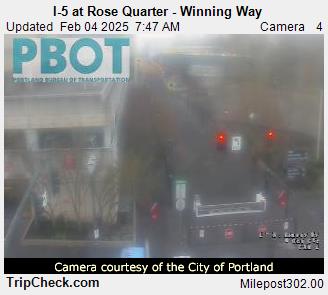 I-5 at Rose Quarter - Winning Way
Updated Feb 04 2025 7:47 AM Camera 4
PBOT
PORTLAND BUREAU OF TRANSPORTATION
Camera courtesy of the City of Portland
TripCheck.com Milepost302.00